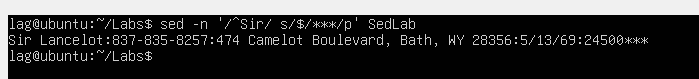 lag@ubuntu:~/Labs$ sed -n '/^Sir/ s/$/***/p' SedLab
Sir Lancelot:837-835-8257:474 Camelot Boulevard, Bath, WY 28356:5/13/69:24500***
lag@ubuntu:~/Labs$